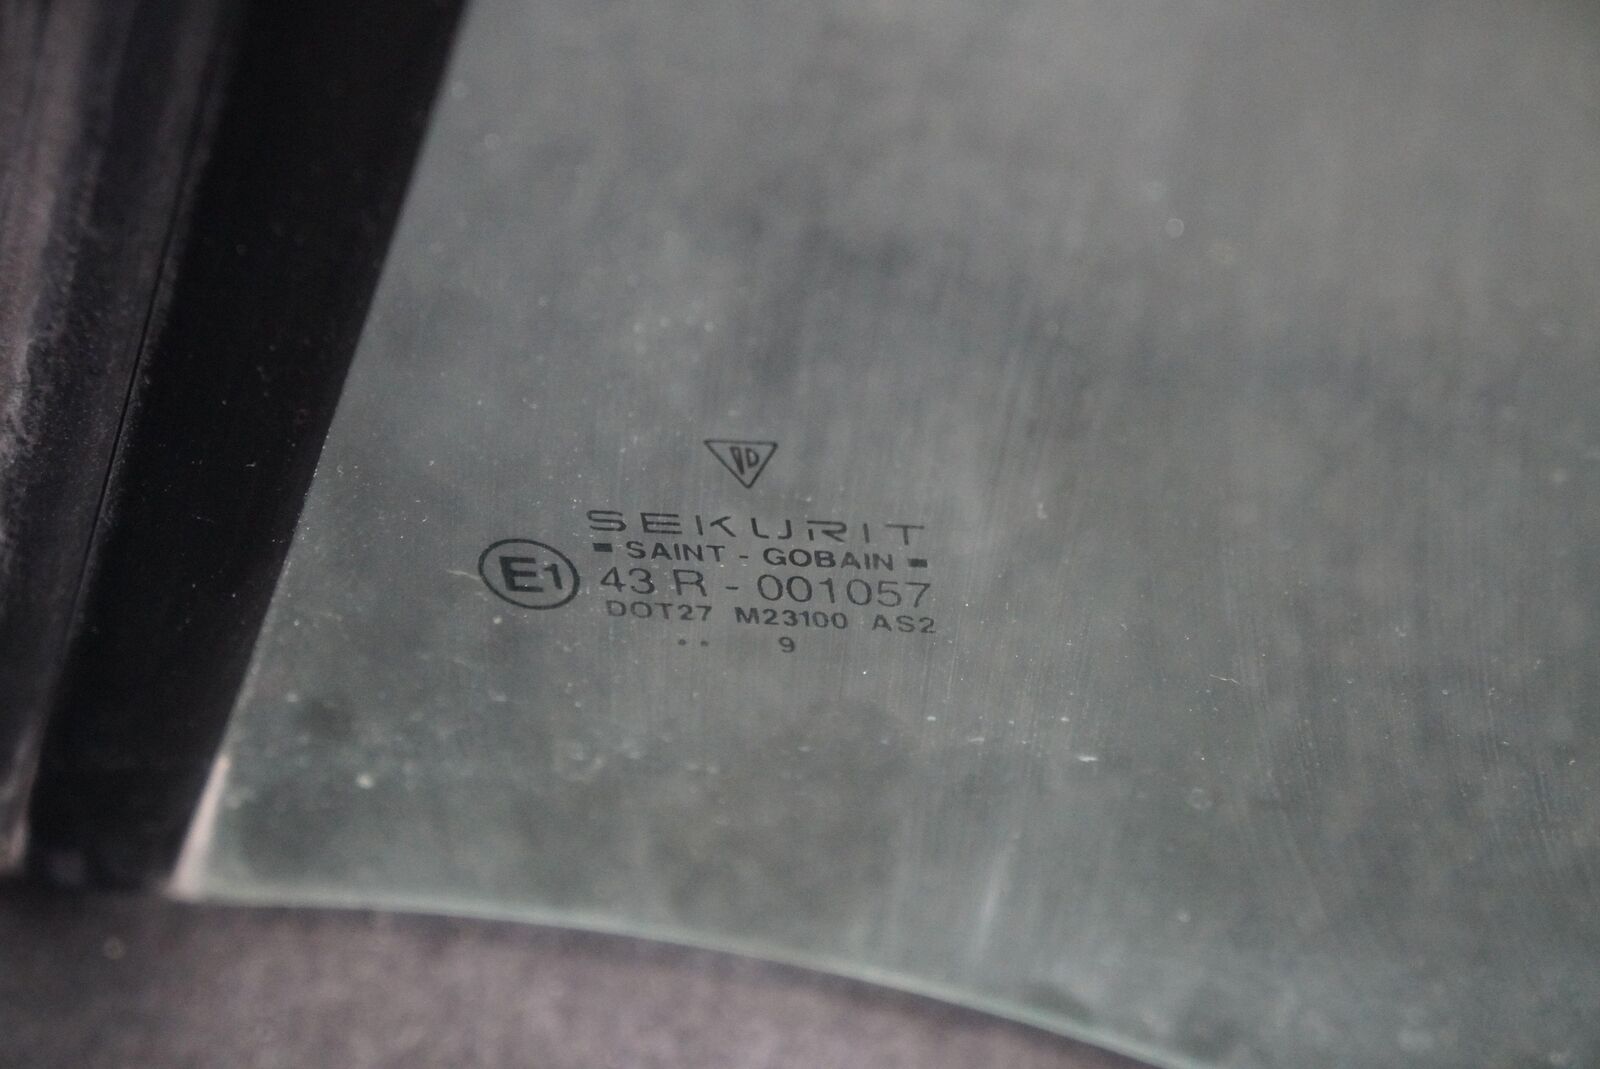 SEKURIT
SAINT - GOBAIN
E1
43 R - 001057
DOT27 M23100 AS2
.. 9